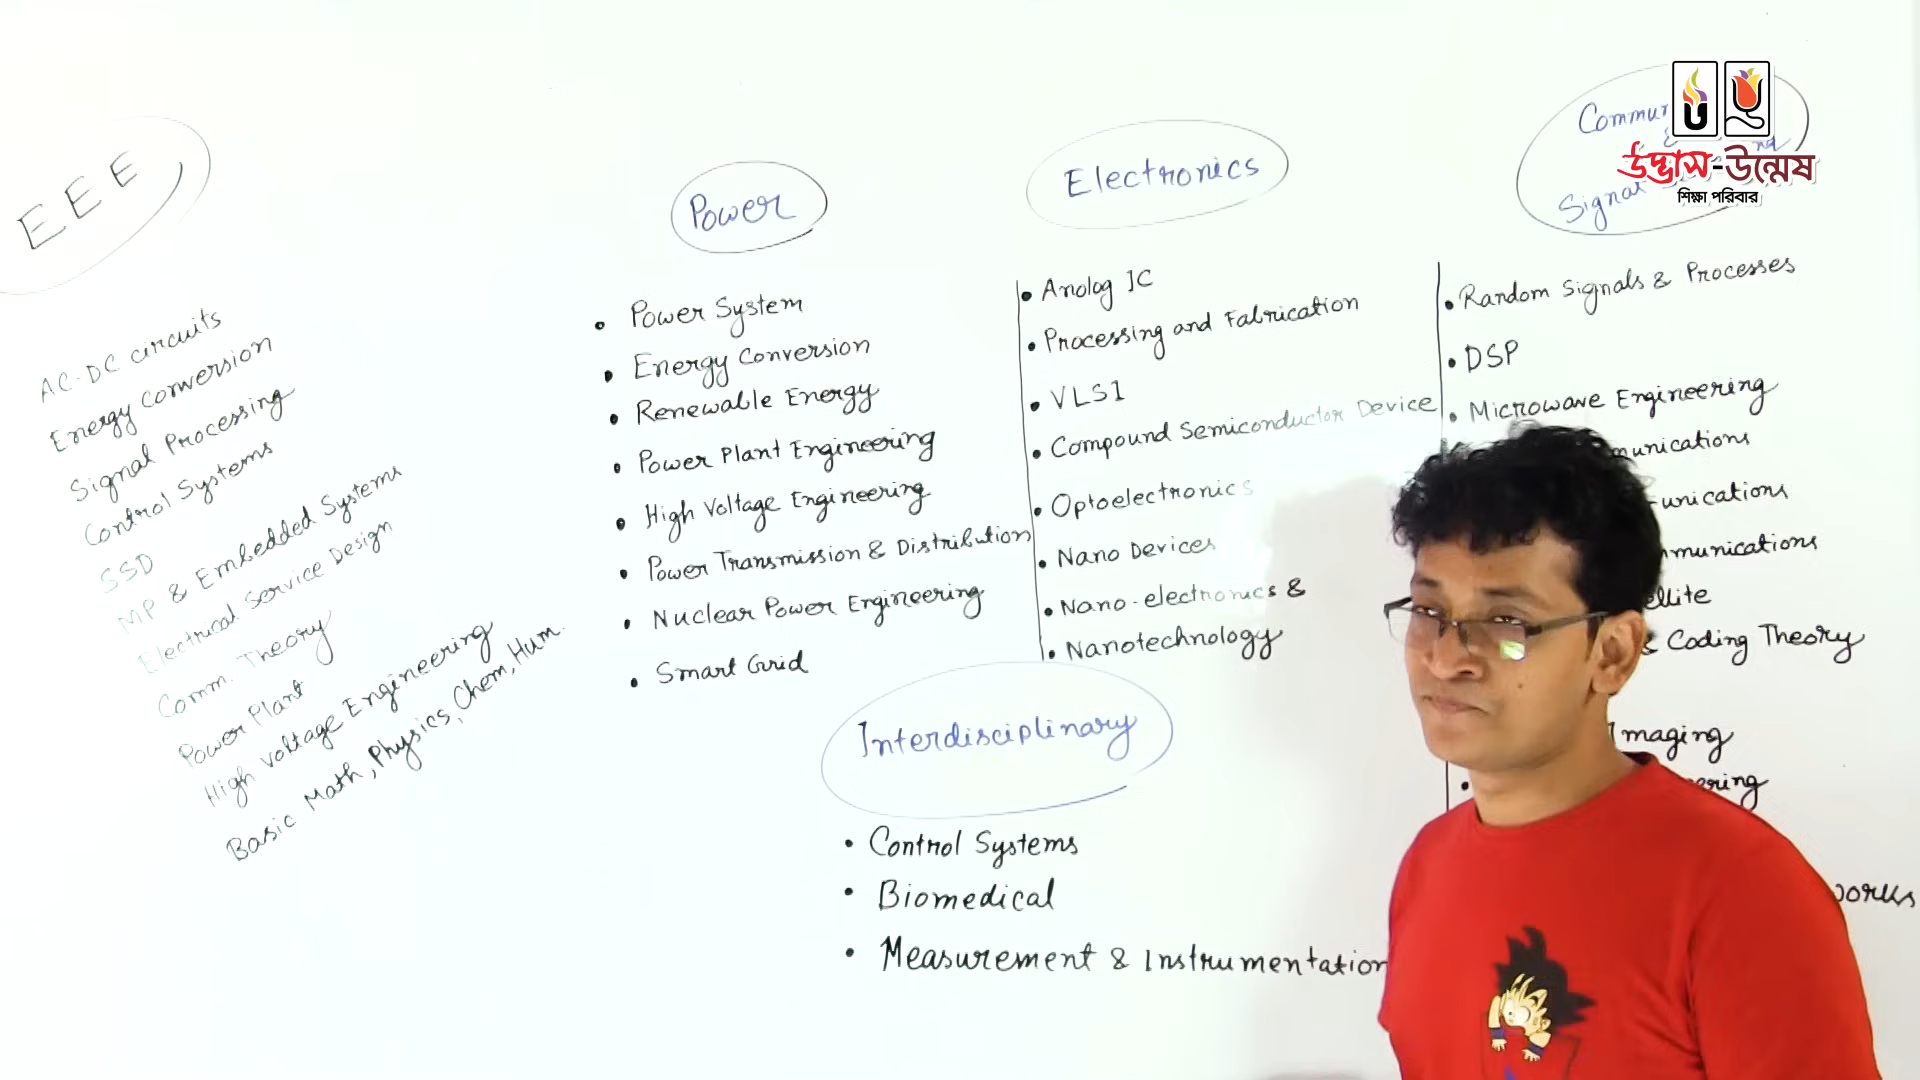 EEE
AC-DC circuits
Energy Conversion
Signal Processing
Control Systems
SSD
MP & Embedded Systems
Electrical Service Design
Comm. Theory
Power Plant
High Voltage Engineering
Basic Math, Physics, Chem, Hum.
Power
• Power System
• Energy Conversion
• Renewable Energy
• Power Plant Engineering
• High Voltage Engineering
• Power Transmission & Distribution
• Nuclear Power Engineering
• Smart Grid
Electronics
• Analog IC
• Processing and Fabrication
• VLSI
• Compound Semiconductor Device
• Optoelectronics
• Nano Devices
• Nano-electronics &
• Nanotechnology
Interdisciplinary
• Control Systems
• Biomedical
• Measurement & Instrumentation
&
Signal
• Random Signals & Processes
• DSP
• Microwave Engineering
& Coding Theory
Imaging
উদ্ভাস-উন্মেষ
শিক্ষা পরিবার